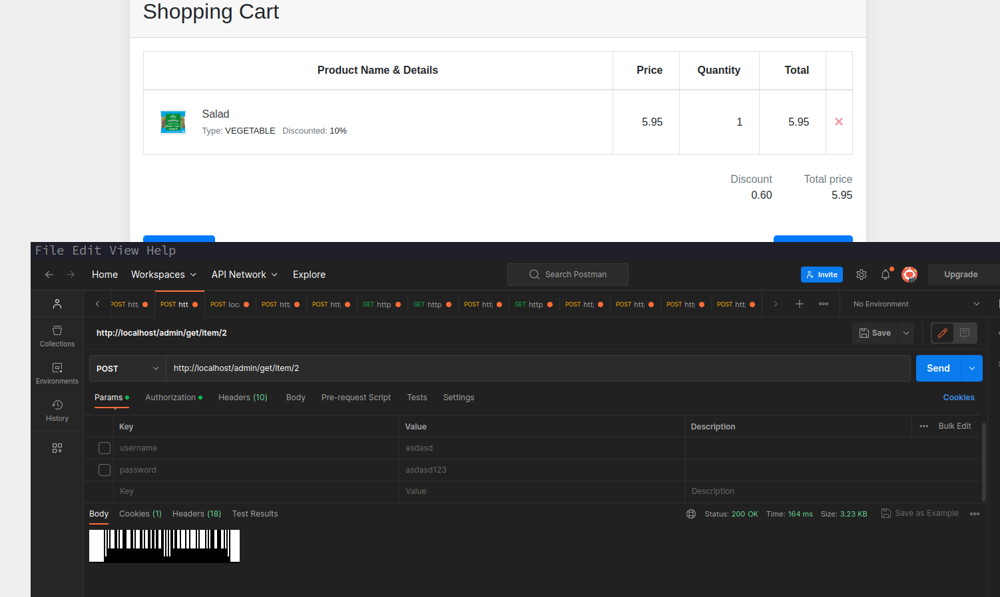 Shopping Cart
Product Name & Details Price Quantity Total
Salad
Type: VEGETABLE Discounted: 10%
5.95 1 5.95
Discount Total price
0.60 5.95
File Edit View Help
Home Workspaces API Network Explore Search Postman Invite Upgrade
POST htt POST htt POST loc POST htt POST htt GET http GET http POST htt GET http POST htt POST htt POST htt POST htt No Environment
http://localhost/admin/get/item/2 Save
Collections
POST http://localhost/admin/get/item/2 Send
Environments
Params Authorization Headers (10) Body Pre-request Script Tests Settings Cookies
History
Key Value Description Bulk Edit
username asdasd
password asdasd123
Key Value Description
Body Cookies (1) Headers (18) Test Results Status: 200 OK Time: 164 ms Size: 3.23 KB Save as Example